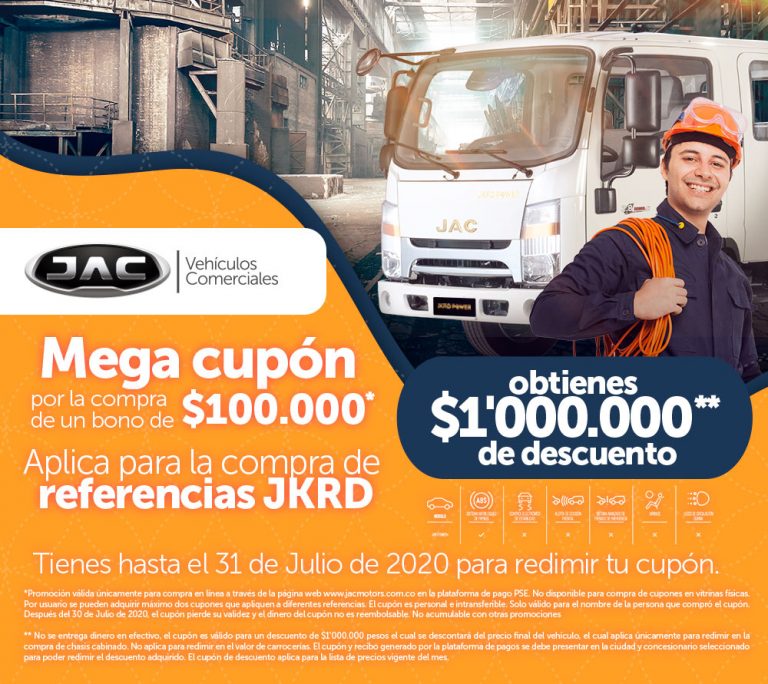 JAC
JKRD POWER
JAC
Vehículos
Comerciales
Mega cupón
por la compra
de un bono de $100.000*
Aplica para la compra de
referencias JKRD
obtienes
$1'000.000**
de descuento
ABS
Tienes hasta el 31 de Julio de 2020 para redimir tu cupón.
*Promoción válida únicamente para compra en línea a través de la página web www.jacmotors.com.co en la plataforma de pago PSE. No disponible para compra de cupones en vitrinas físicas.
Por usuario se pueden adquirir máximo dos cupones que apliquen a diferentes referencias. El cupón es personal e intransferible. Solo válido para el nombre de la persona que compró el cupón.
Después del 30 de Julio de 2020, el cupón pierde su validez y el dinero del cupón no es reembolsable. No acumulable con otras promociones
** No se entrega dinero en efectivo, el cupón es válido para un descuento de $1'000.000 pesos el cual se descontará del precio final del vehículo, el cual aplica únicamente para redimir en la
compra de chasis cabinado. No aplica para redimir en el valor de carrocerías. El cupón y recibo generado por la plataforma de pagos se debe presentar en la ciudad y concesionario seleccionado
para poder redimir el descuento adquirido. El cupón de descuento aplica para la lista de precios vigente del mes.